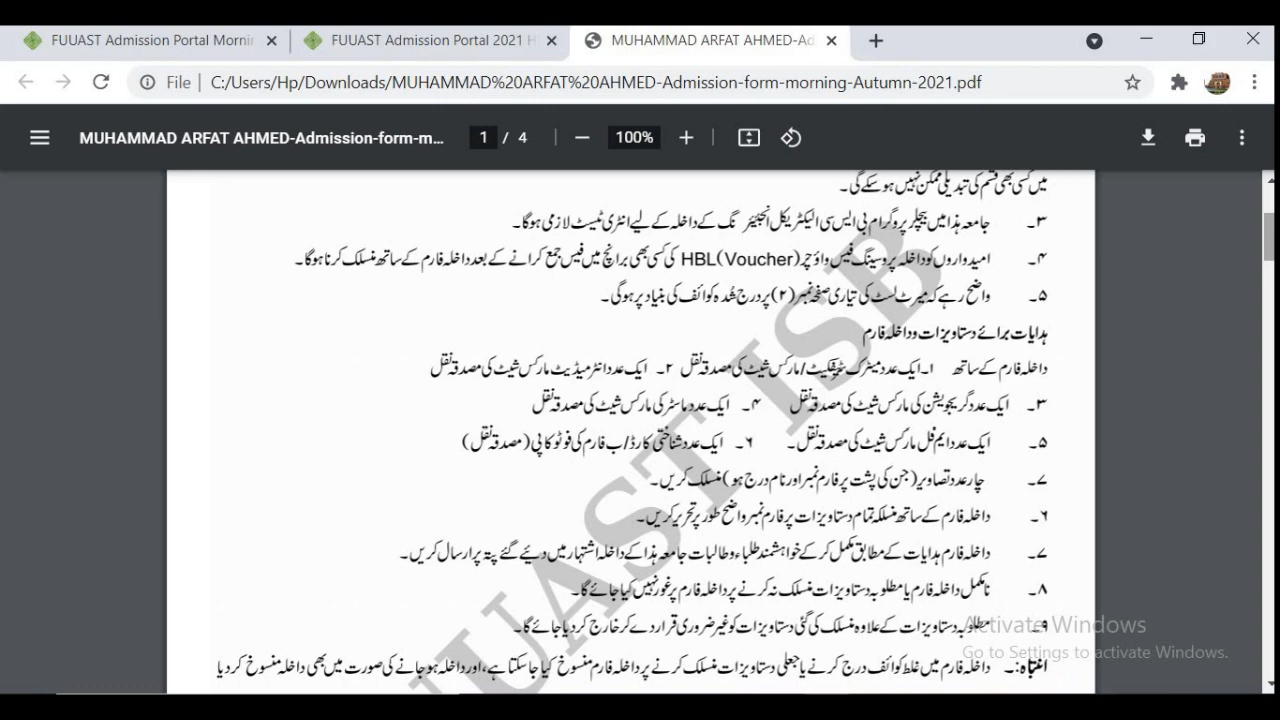 FUUAST Admission Portal Mornin
FUUAST Admission Portal 2021 H
MUHAMMAD ARFAT AHMED-Ad
File | C:/Users/Hp/Downloads/MUHAMMAD%20ARFAT%20AHMED-Admission-form-morning-Autumn-2021.pdf
MUHAMMAD ARFAT AHMED-Admission-form-m... 1 / 4 100%
میں کسی بھی قسم کی تبدیلی ممکن نہیں ہو سکے گی۔
۳۔ جامعہ ہذا میں بیچلر پروگرام بی ایس سی الیکٹریکل انجینئرنگ کے داخلہ کے لیے انٹری ٹیسٹ لازمی ہوگا۔
۴۔ امیدواروں کو داخلہ پروسیسنگ فیس واؤچر (Voucher) HBL کی کسی بھی برانچ میں فیس جمع کرانے کے بعد داخلہ فارم کے ساتھ منسلک کرنا ہوگا۔
۵۔ واضح رہے کہ میرٹ لسٹ کی تیاری صفحہ نمبر (۲) پر درج شدہ کوائف کی بنیاد پر ہوگی۔
ہدایات برائے دستاویزات و داخلہ فارم
داخلہ فارم کے ساتھ ۱۔ ایک عدد میٹرک سرٹیفکیٹ/مارکس شیٹ کی مصدقہ نقل ۲۔ ایک عدد انٹرمیڈیٹ مارکس شیٹ کی مصدقہ نقل
۳۔ ایک عدد گریجویشن کی مارکس شیٹ کی مصدقہ نقل ۴۔ ایک عدد ماسٹر کی مارکس شیٹ کی مصدقہ نقل
۵۔ ایک عدد ایم فل مارکس شیٹ کی مصدقہ نقل۔ ۶۔ ایک عدد شناختی کارڈ/ب فارم کی فوٹو کاپی (مصدقہ نقل)
۷۔ چار عدد تصاویر (جن کی پشت پر فارم نمبر اور نام درج ہو) منسلک کریں۔
۶۔ داخلہ فارم کے ساتھ منسلکہ تمام دستاویزات پر فارم نمبر واضح طور پر تحریر کریں۔
۷۔ داخلہ فارم ہدایات کے مطابق مکمل کر کے خواہشمند طلباء و طالبات جامعہ ہذا کے داخلہ اشتہار میں دیئے گئے پتہ پر ارسال کریں۔
۸۔ نامکمل داخلہ فارم یا مطلوبہ دستاویزات منسلک نہ کرنے پر داخلہ فارم پر غور نہیں کیا جائے گا۔
۹۔ مطلوبہ دستاویزات کے علاوہ منسلک کی گئی دستاویزات کو غیر ضروری قرار دے کر خارج کر دیا جائے گا۔
انتباہ:۔ داخلہ فارم میں غلط کوائف درج کرنے یا جعلی دستاویزات منسلک کرنے پر داخلہ فارم منسوخ کیا جا سکتا ہے، اور داخلہ ہو جانے کی صورت میں بھی داخلہ منسوخ کر دیا
UUAST ISB
Activate Windows
Go to Settings to activate Windows.